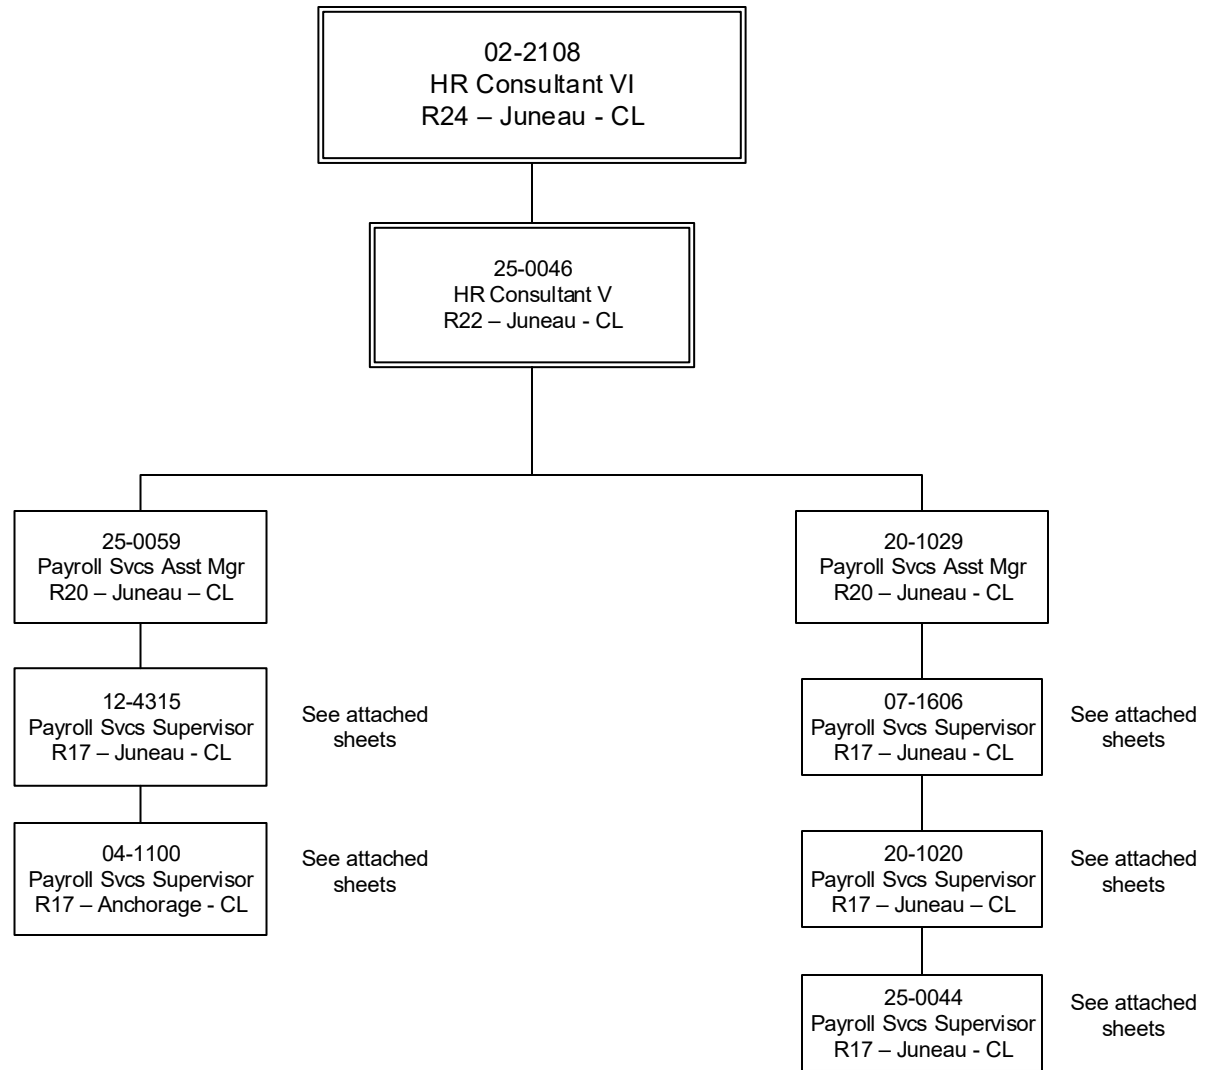 02-2108
HR Consultant VI
R24 – Juneau - CL
25-0046
HR Consultant V
R22 – Juneau - CL
25-0059
Payroll Svcs Asst Mgr
R20 – Juneau – CL
20-1029
Payroll Svcs Asst Mgr
R20 – Juneau - CL
12-4315
Payroll Svcs Supervisor
R17 – Juneau - CL
See attached
sheets
07-1606
Payroll Svcs Supervisor
R17 – Juneau - CL
See attached
sheets
04-1100
Payroll Svcs Supervisor
R17 – Anchorage - CL
See attached
sheets
20-1020
Payroll Svcs Supervisor
R17 – Juneau – CL
See attached
sheets
25-0044
Payroll Svcs Supervisor
R17 – Juneau - CL
See attached
sheets